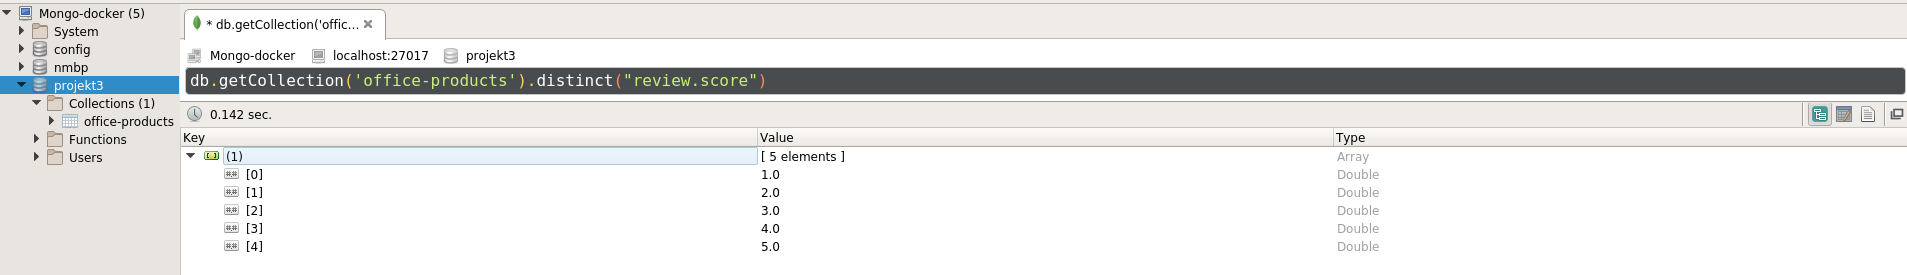 Mongo-docker (5)
System
config
nmbp
projekt3
Collections (1)
office-products
Functions
Users
* db.getCollection('offic...
Mongo-docker localhost:27017 projekt3
db.getCollection('office-products').distinct("review.score")
0.142 sec.
Key Value Type
(1) [ 5 elements ] Array
[0] 1.0 Double
[1] 2.0 Double
[2] 3.0 Double
[3] 4.0 Double
[4] 5.0 Double